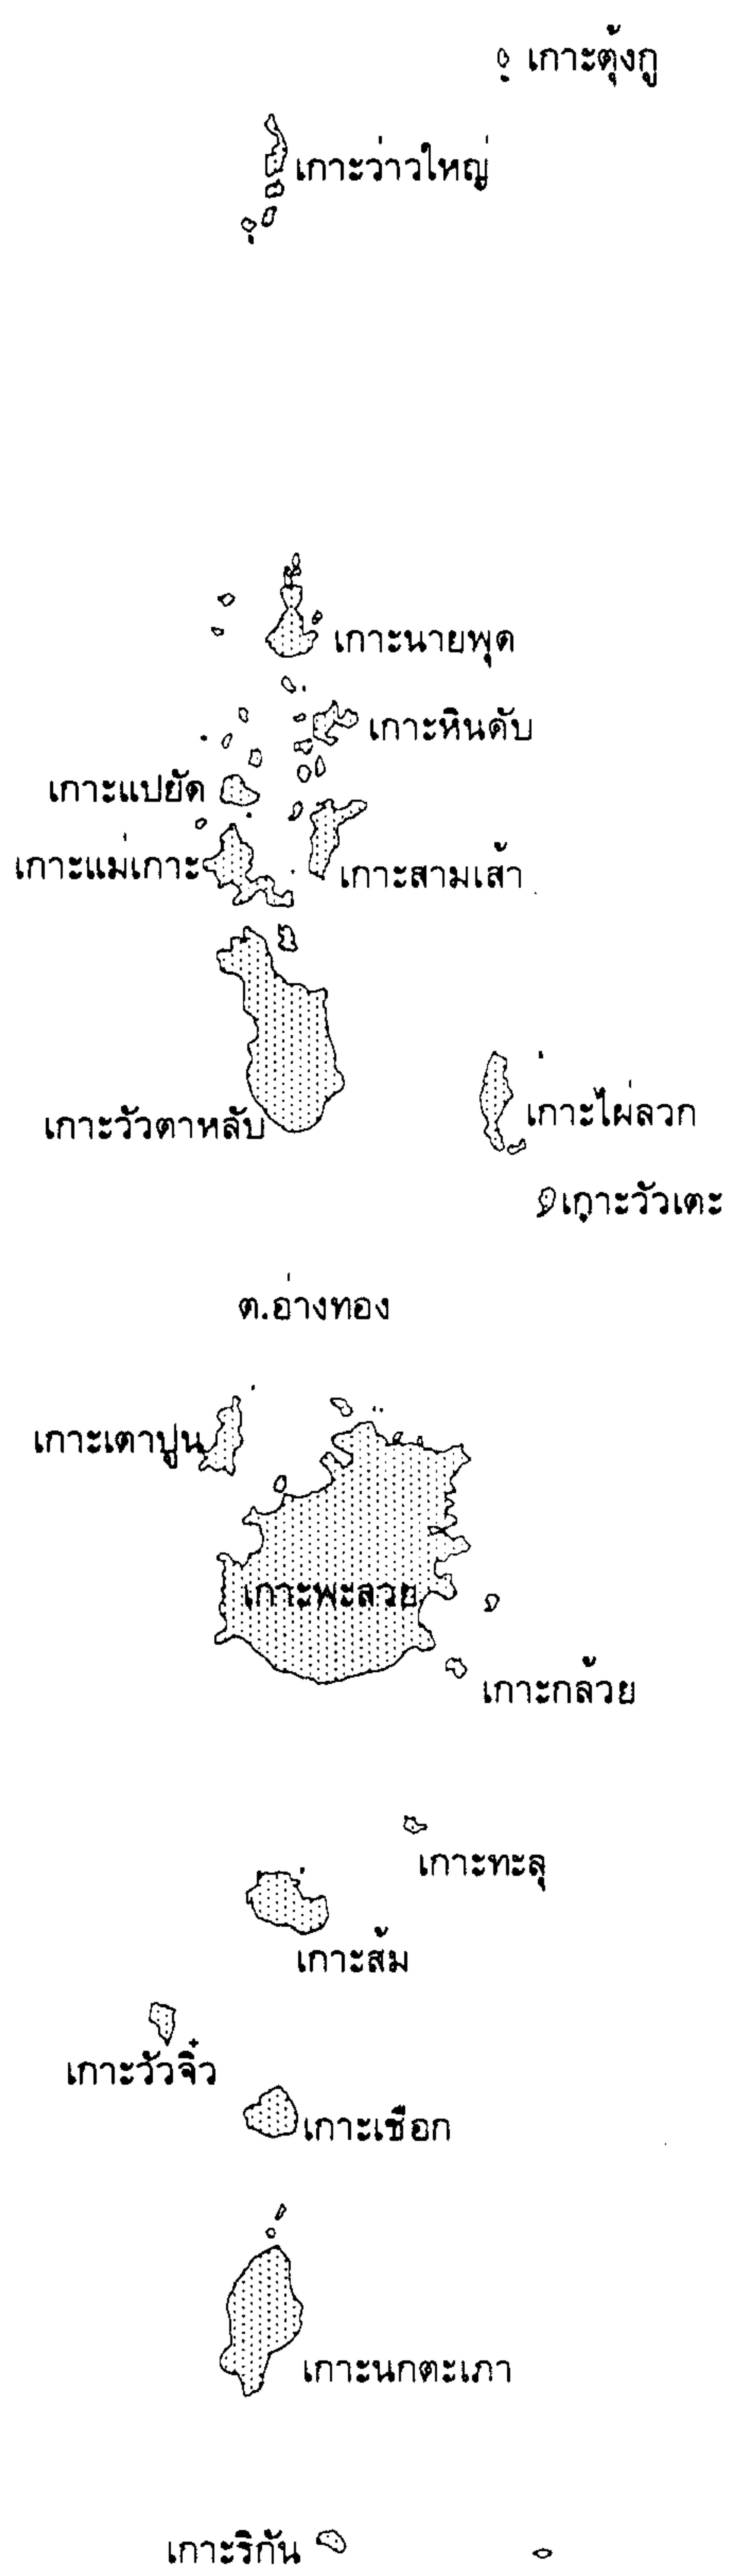 เกาะตุ้งกู
เกาะว่าวใหญ่
เกาะนายพุด
เกาะหินดับ
เกาะแปยัด
เกาะแม่เกาะ
เกาะสามเส้า
เกาะวัวตาหลับ
เกาะไผ่ลวก
เกาะวัวเตะ
ต.อ่างทอง
เกาะเตาปูน
เกาะพะลวย
เกาะกล้วย
เกาะทะลุ
เกาะส้ม
เกาะวัวจิ๋ว
เกาะเชือก
เกาะนกตะเภา
เกาะริกัน